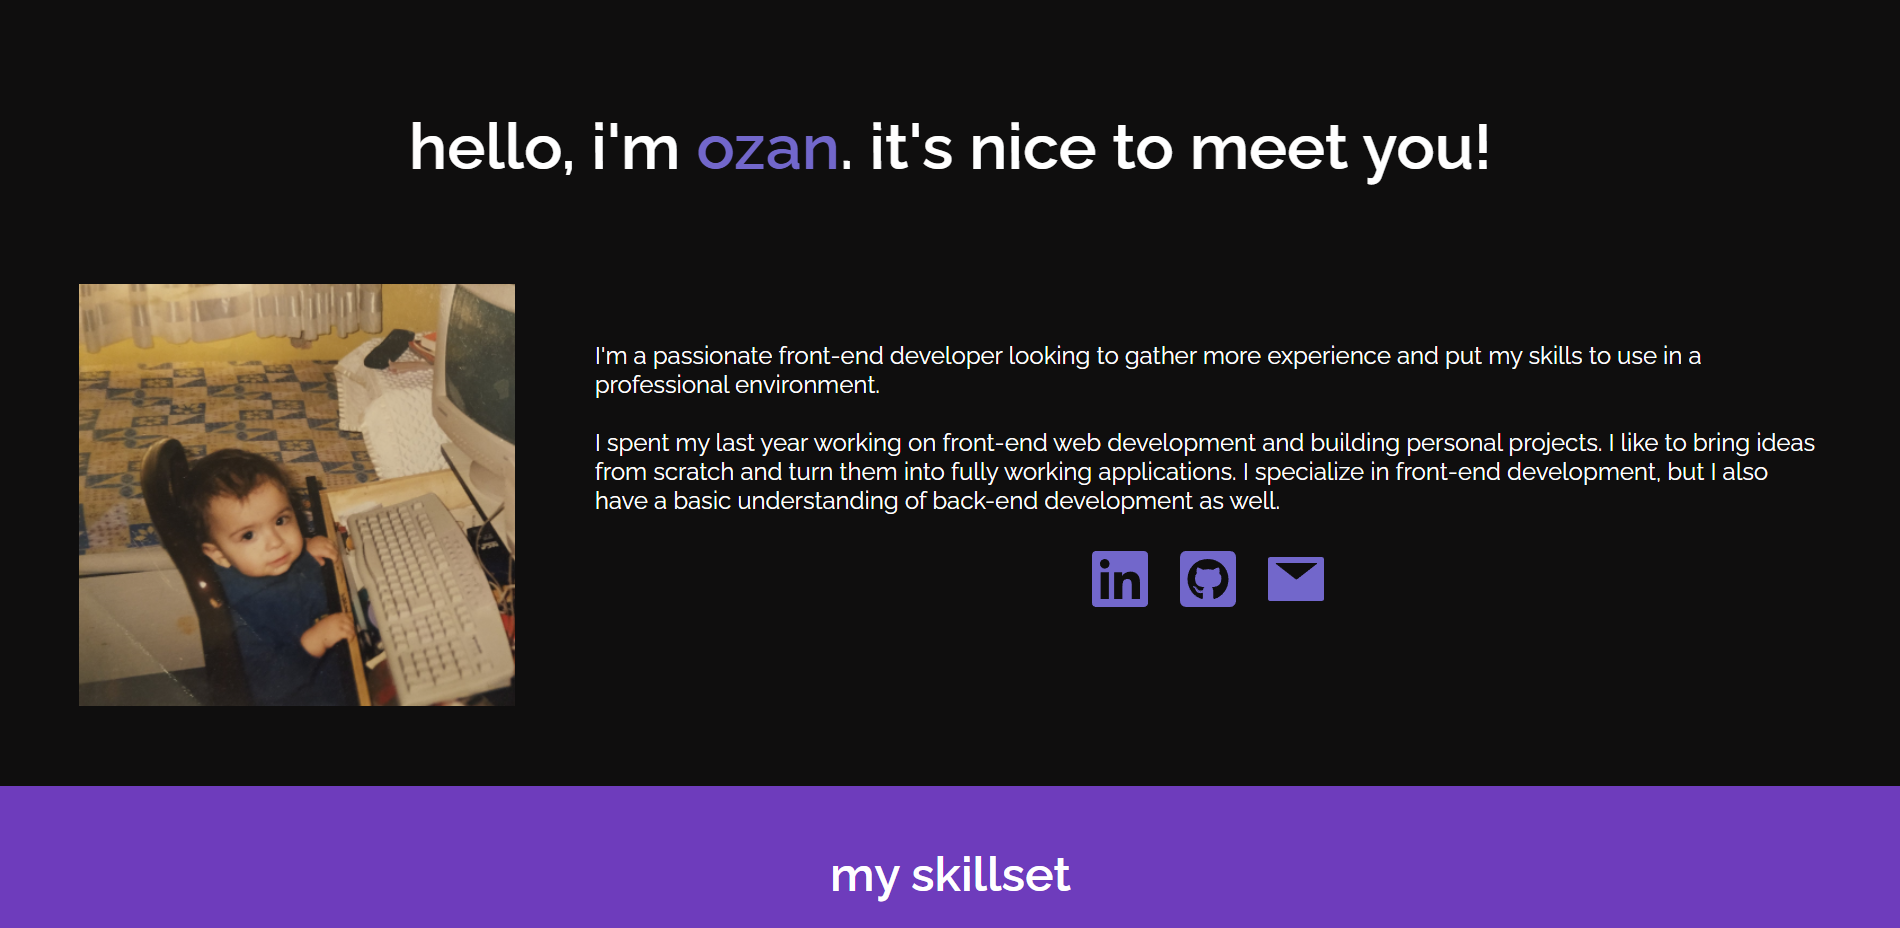 hello, i'm ozan. it's nice to meet you!
I'm a passionate front-end developer looking to gather more experience and put my skills to use in a
professional environment.
I spent my last year working on front-end web development and building personal projects. I like to bring ideas
from scratch and turn them into fully working applications. I specialize in front-end development, but I also
have a basic understanding of back-end development as well.
in
my skillset